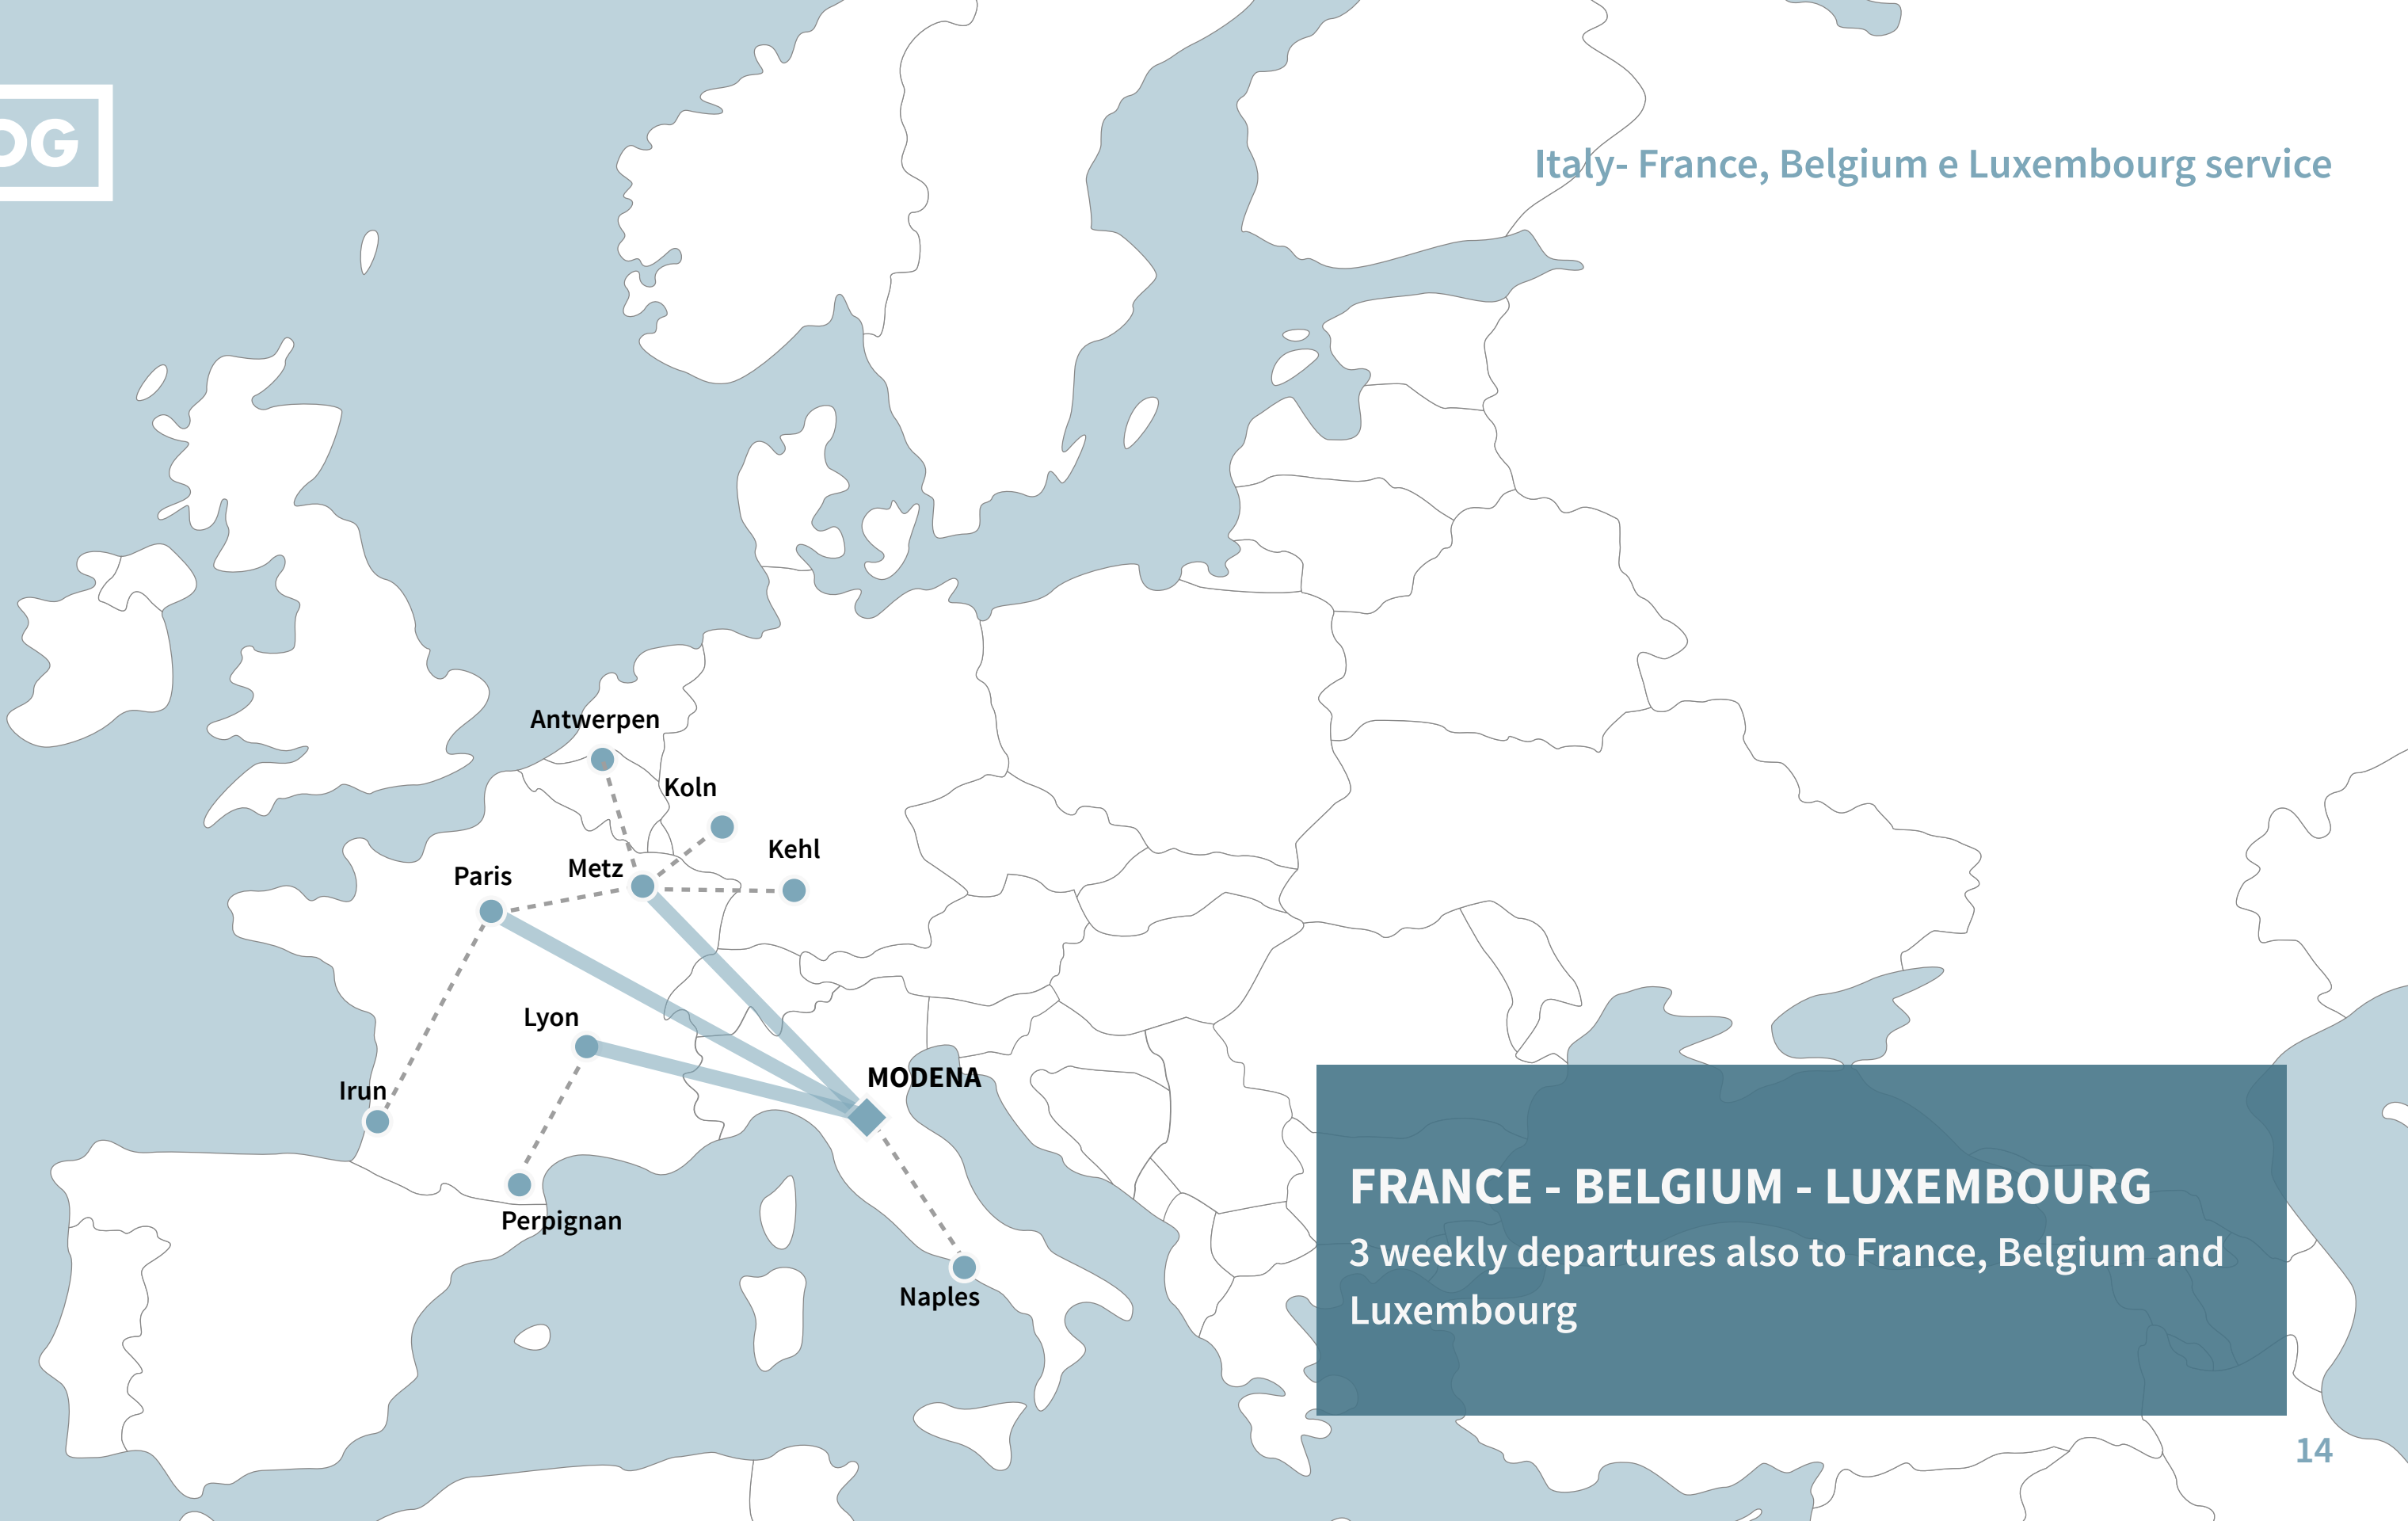 OG
Italy- France, Belgium e Luxembourg service
Antwerpen
Koln
Kehl
Metz
Paris
Lyon
MODENA
Irun
Perpignan
Naples
FRANCE - BELGIUM - LUXEMBOURG
3 weekly departures also to France, Belgium and
Luxembourg
14